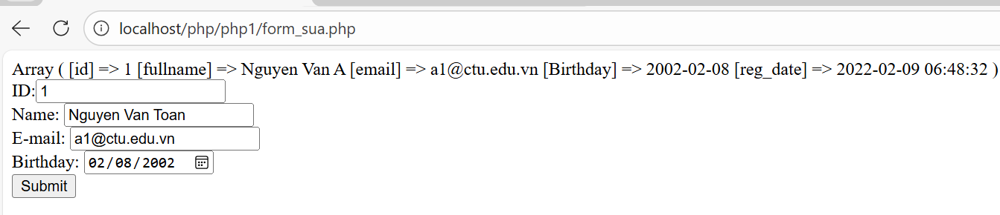 localhost/php/php1/form_sua.php
Array ( [id] => 1 [fullname] => Nguyen Van A [email] => a1@ctu.edu.vn [Birthday] => 2002-02-08 [reg_date] => 2022-02-09 06:48:32 )
ID: 1
Name: Nguyen Van Toan
E-mail: a1@ctu.edu.vn
Birthday: 02/08/2002
Submit